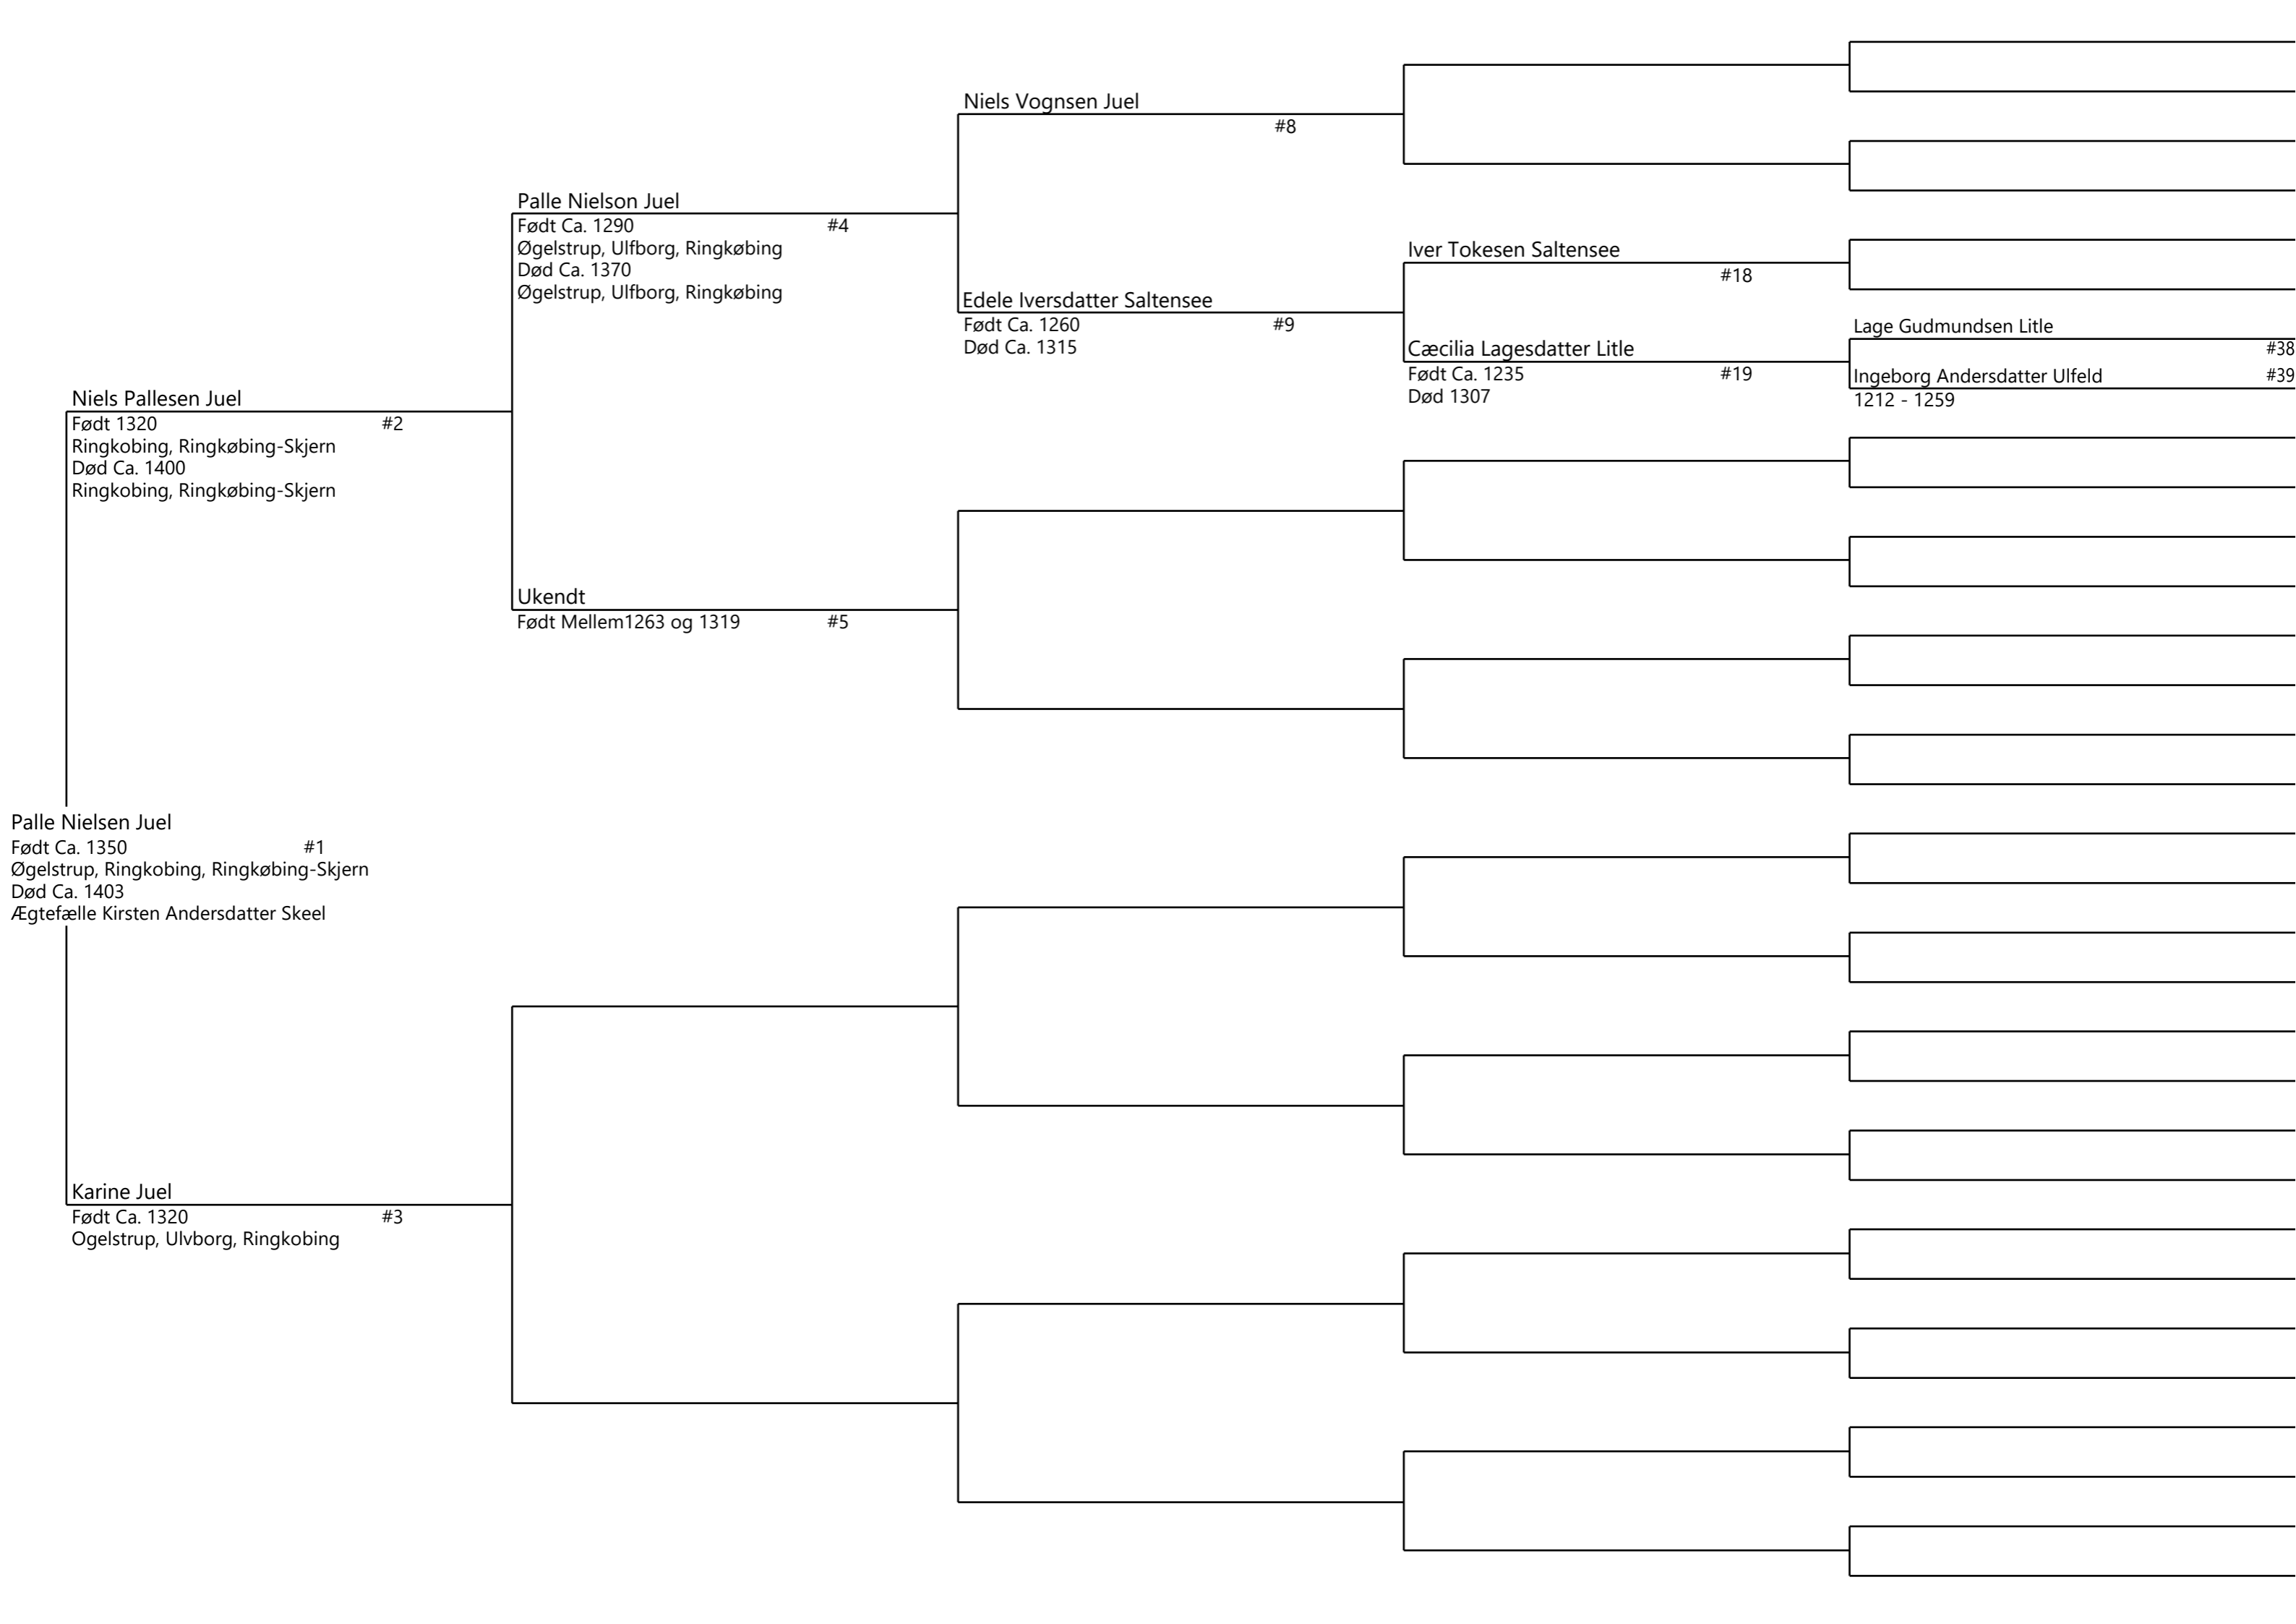 Niels Vognsen Juel
#8
Palle Nielson Juel
Født Ca. 1290
#4
Øgelstrup, Ulfborg, Ringkøbing
Død Ca. 1370
Øgelstrup, Ulfborg, Ringkøbing
Iver Tokesen Saltensee
#18
Edele Iversdatter Saltensee
Født Ca. 1260
#9
Død Ca. 1315
Lage Gudmundsen Litle
#38
Cæcilia Lagesdatter Litle
Født Ca. 1235
#19
Død 1307
Ingeborg Andersdatter Ulfeld
#39
1212 - 1259
Niels Pallesen Juel
Født 1320
#2
Ringkobing, Ringkøbing-Skjern
Død Ca. 1400
Ringkobing, Ringkøbing-Skjern
Ukendt
Født Mellem1263 og 1319
#5
Palle Nielsen Juel
Født Ca. 1350
#1
Øgelstrup, Ringkobing, Ringkøbing-Skjern
Død Ca. 1403
Ægtefælle Kirsten Andersdatter Skeel
Karine Juel
Født Ca. 1320
#3
Ogelstrup, Ulvborg, Ringkobing